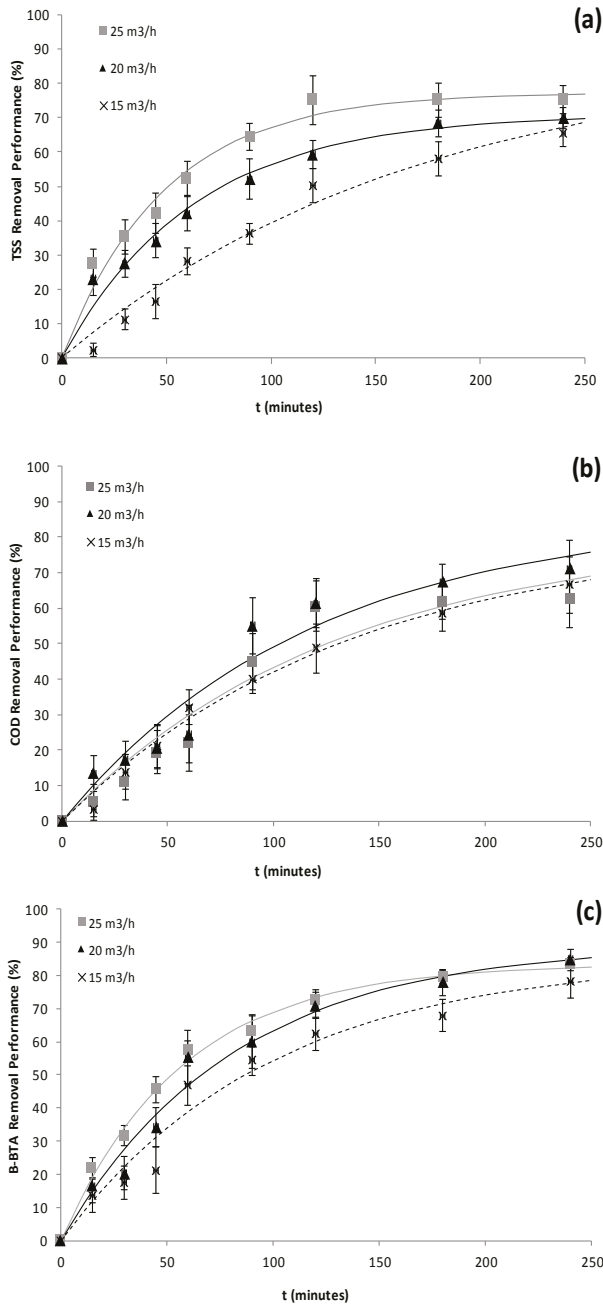 (a)
100
90
80
70
60
50
40
30
20
10
0
TSS Removal Performance (%)
25 m3/h
20 m3/h
15 m3/h
0 50 100 150 200 250
t (minutes)
(b)
100
90
80
70
60
50
40
30
20
10
0
COD Removal Performance (%)
25 m3/h
20 m3/h
15 m3/h
0 50 100 150 200 250
t (minutes)
(c)
100
90
80
70
60
50
40
30
20
10
0
B-BTA Removal Performance (%)
25 m3/h
20 m3/h
15 m3/h
0 50 100 150 200 250
t (minutes)